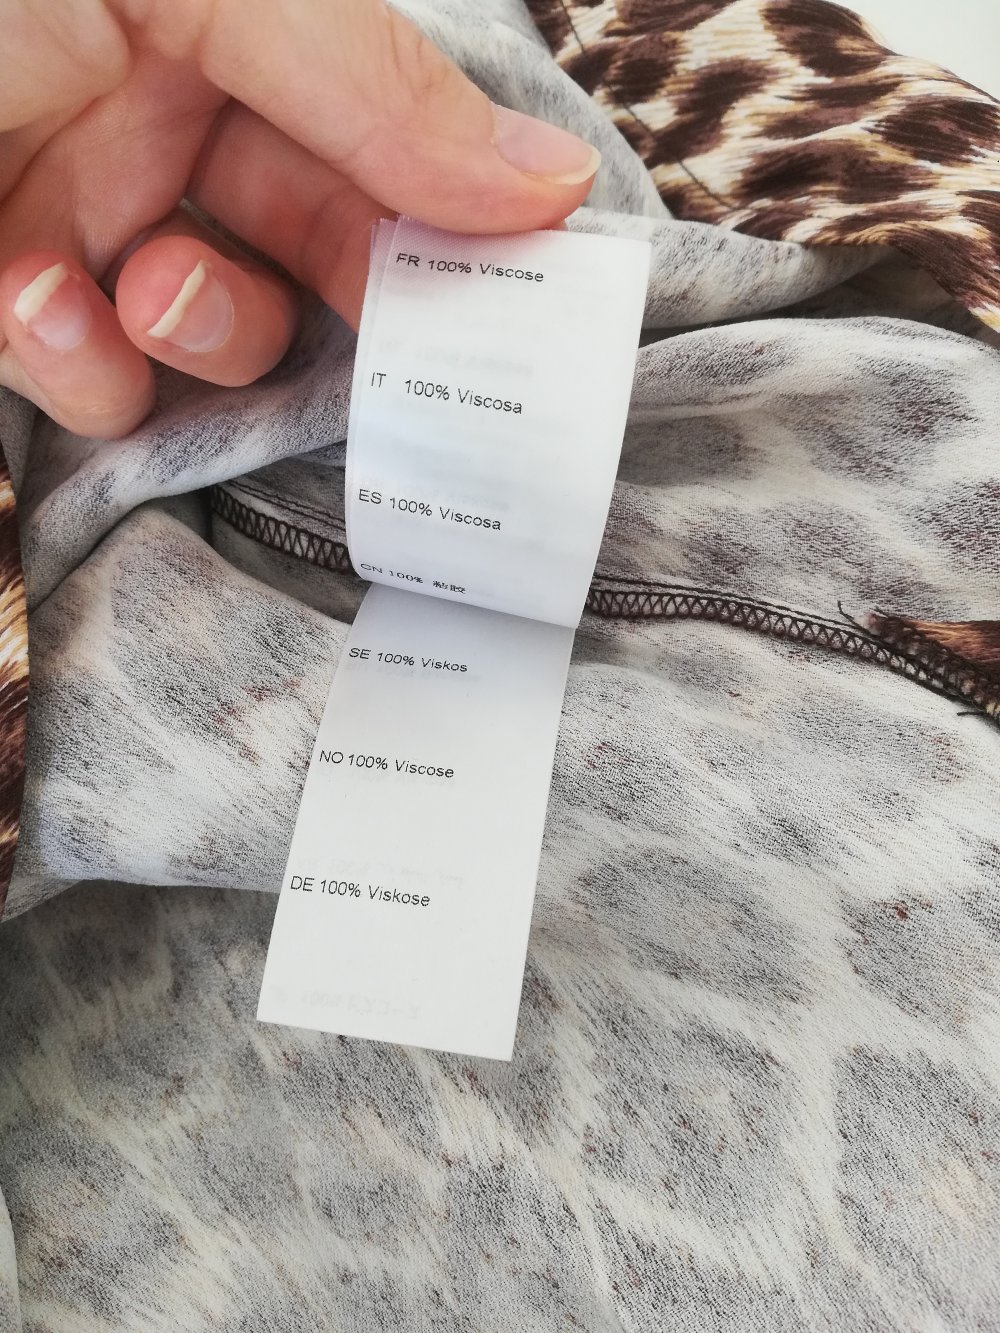 FR 100% Viscose
IT 100% Viscosa
ES 100% Viscosa
CN 100% 粘胶
SE 100% Viskos
NO 100% Viscose
DE 100% Viskose